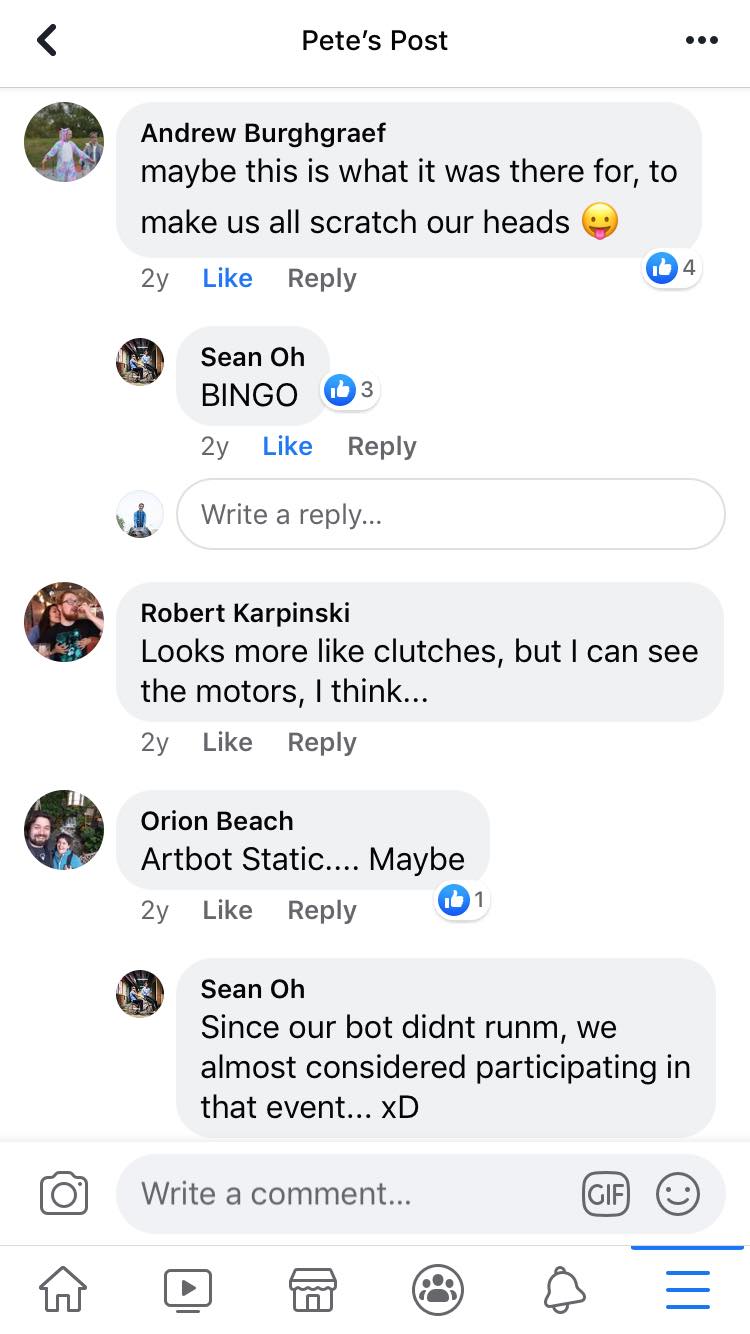 Pete's Post
Andrew Burghgraef
maybe this is what it was there for, to
make us all scratch our heads 😛
2y Like Reply 4
Sean Oh
BINGO 3
2y Like Reply
Write a reply...
Robert Karpinski
Looks more like clutches, but I can see
the motors, I think...
2y Like Reply
Orion Beach
Artbot Static.... Maybe
2y Like Reply 1
Sean Oh
Since our bot didnt runm, we
almost considered participating in
that event... xD
Write a comment... GIF